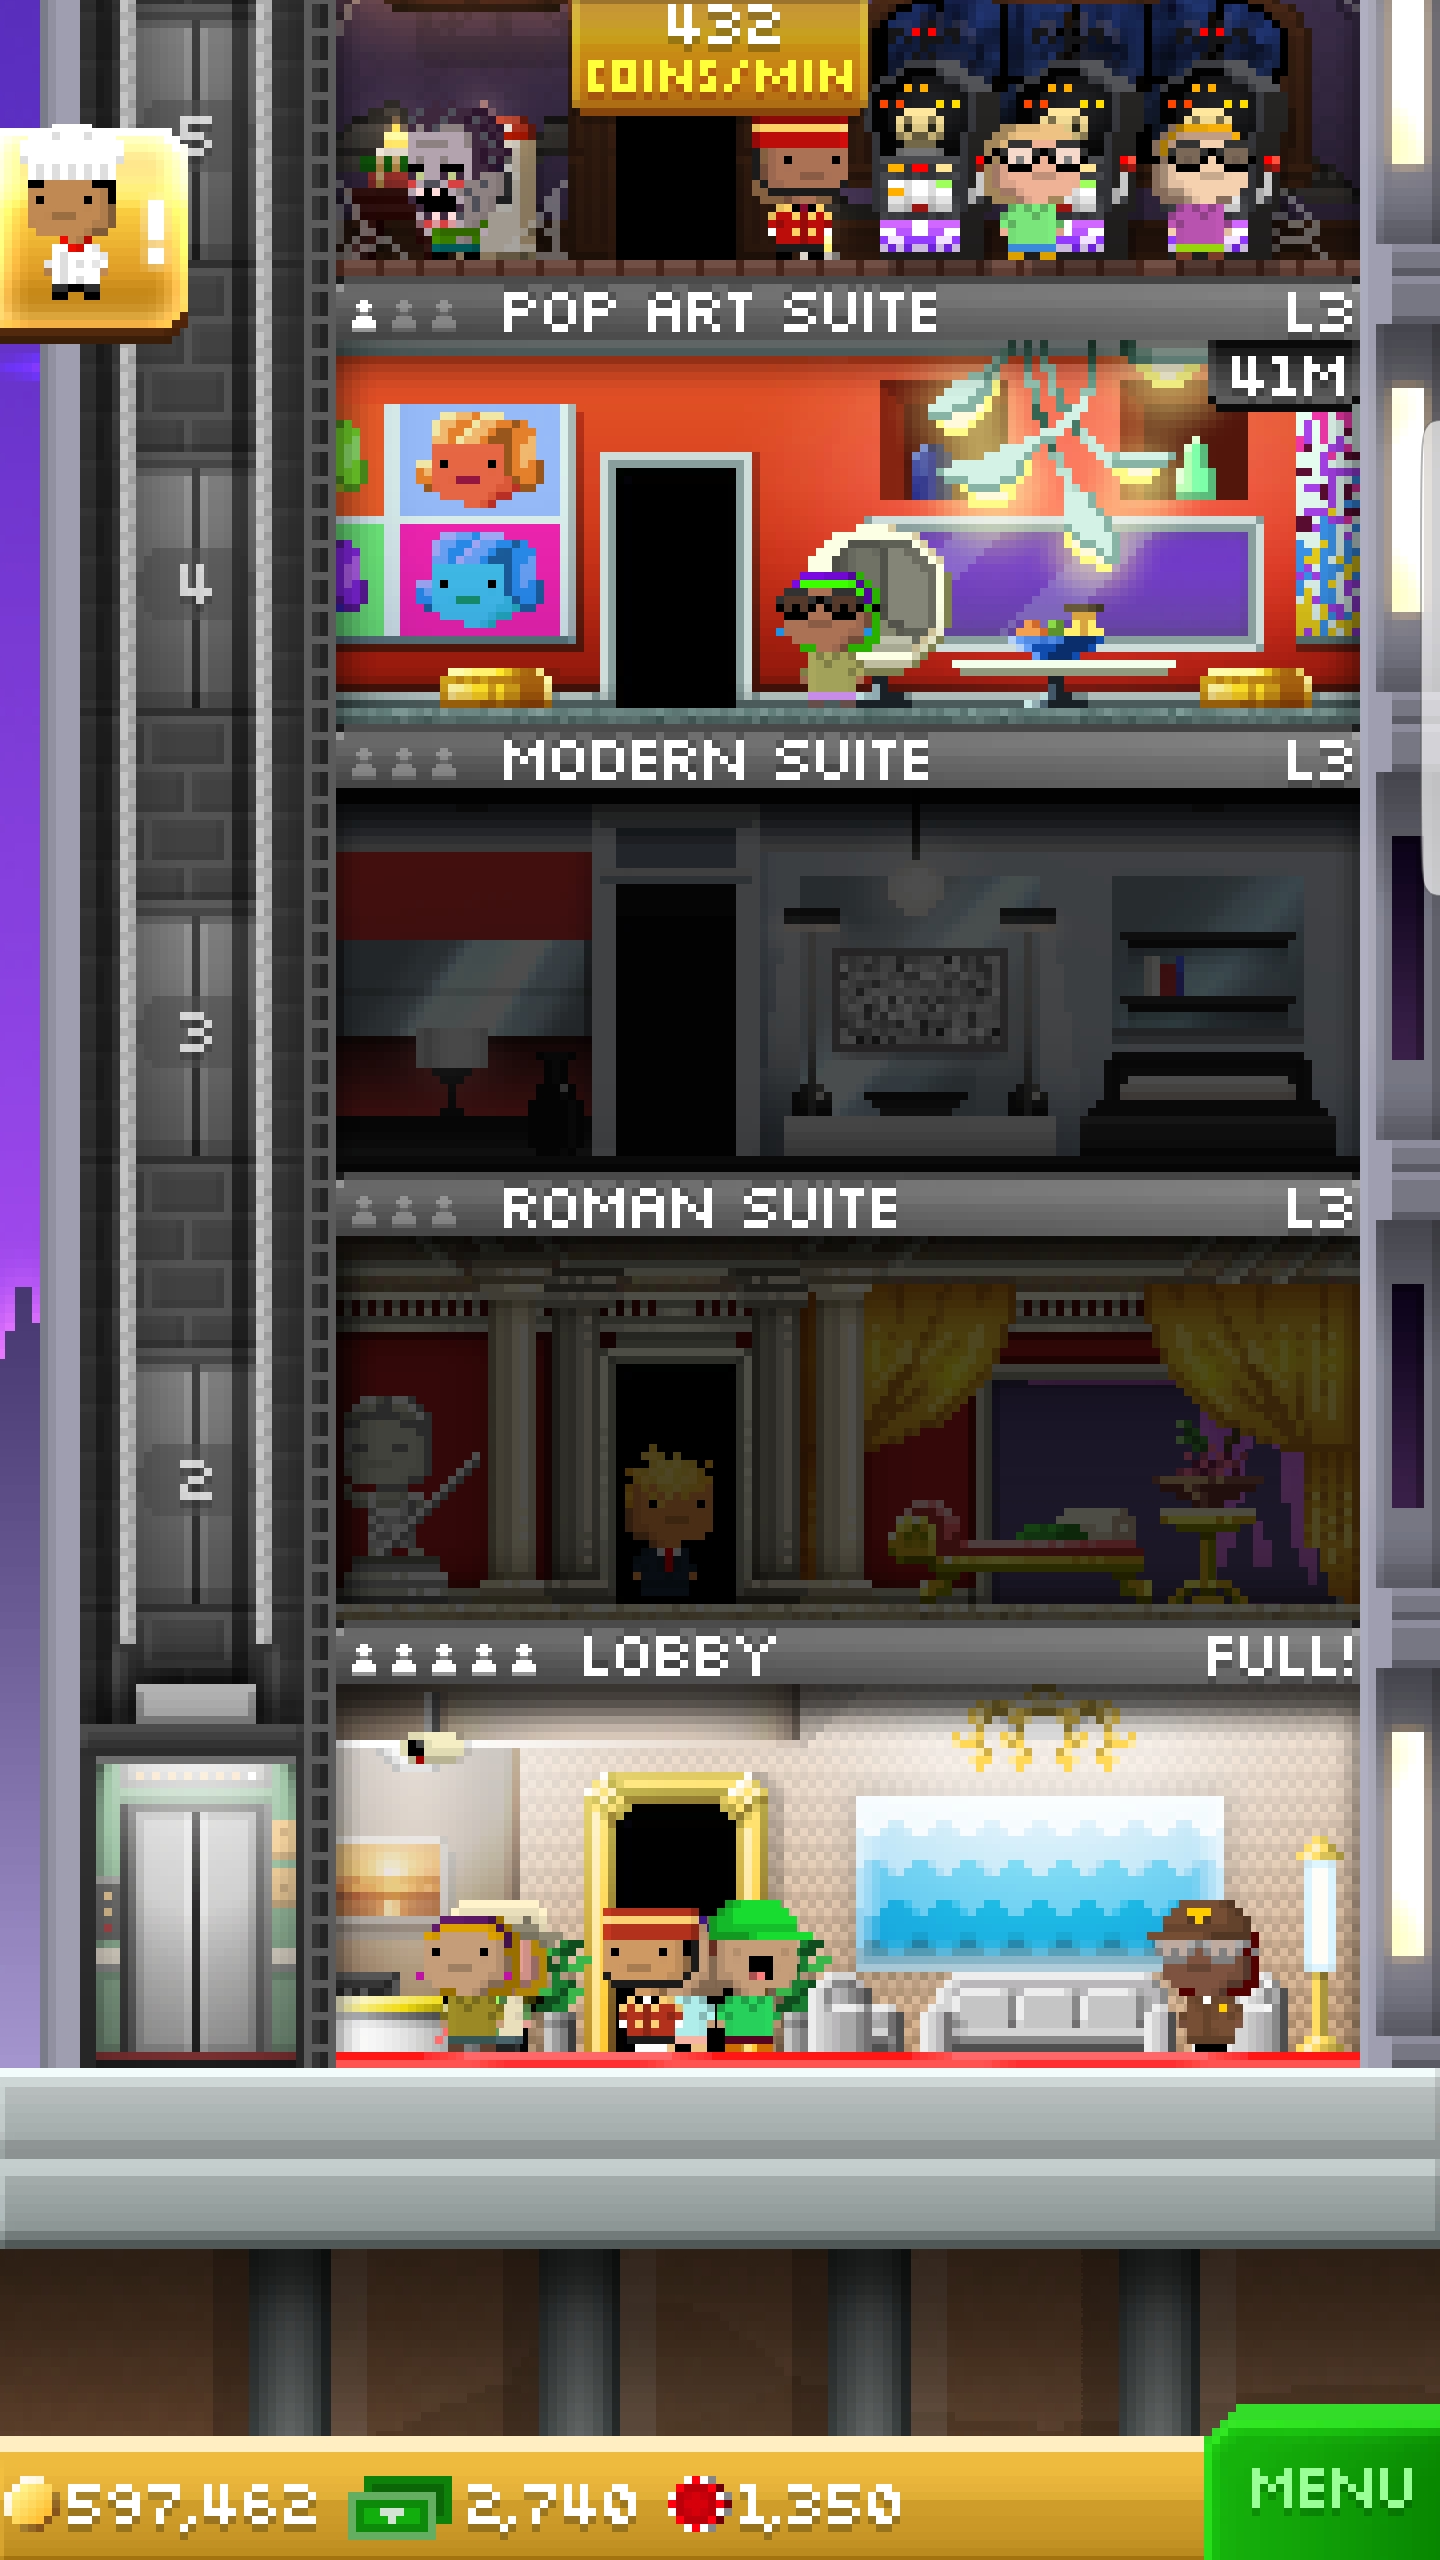 432
COINS/MIN
5
POP ART SUITE L3
41M
4
MODERN SUITE L3
3
ROMAN SUITE L3
2
LOBBY FULL!
597,462 2,740 1,350
MENU